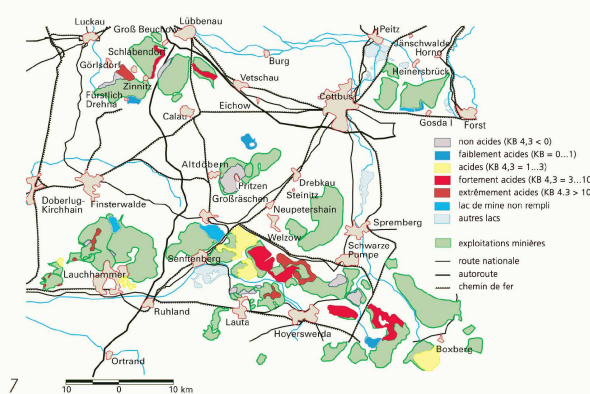 Luckau
Groß Beuchow
Lübbenau
Peitz
Jänschwalde
Horno
Schlabendorf
Burg
Görlsdorf
Heinersbrück
Zinnitz
Vetschau
Fürstlich
Drehna
Eichow
Cottbus
Calau
Gosda I
Forst
non acides (KB 4,3 < 0)
faiblement acides (KB = 0...1)
acides (KB 4,3 = 1...3)
fortement acides (KB 4,3 = 3...10
extrêmement acides (KB 4.3 > 10
lac de mine non rempli
autres lacs
exploitations minières
route nationale
autoroute
chemin de fer
Altdöbern
Pritzen
Drebkau
Doberlug-
Kirchhain
Finsterwalde
Großräschen
Steinitz
Neupetershain
Spremberg
Welzow
Schwarze
Pumpe
Senftenberg
Lauchhammer
Ruhland
Lauta
Hoyerswerda
Boxberg
Ortrand
7
10 0 10 km